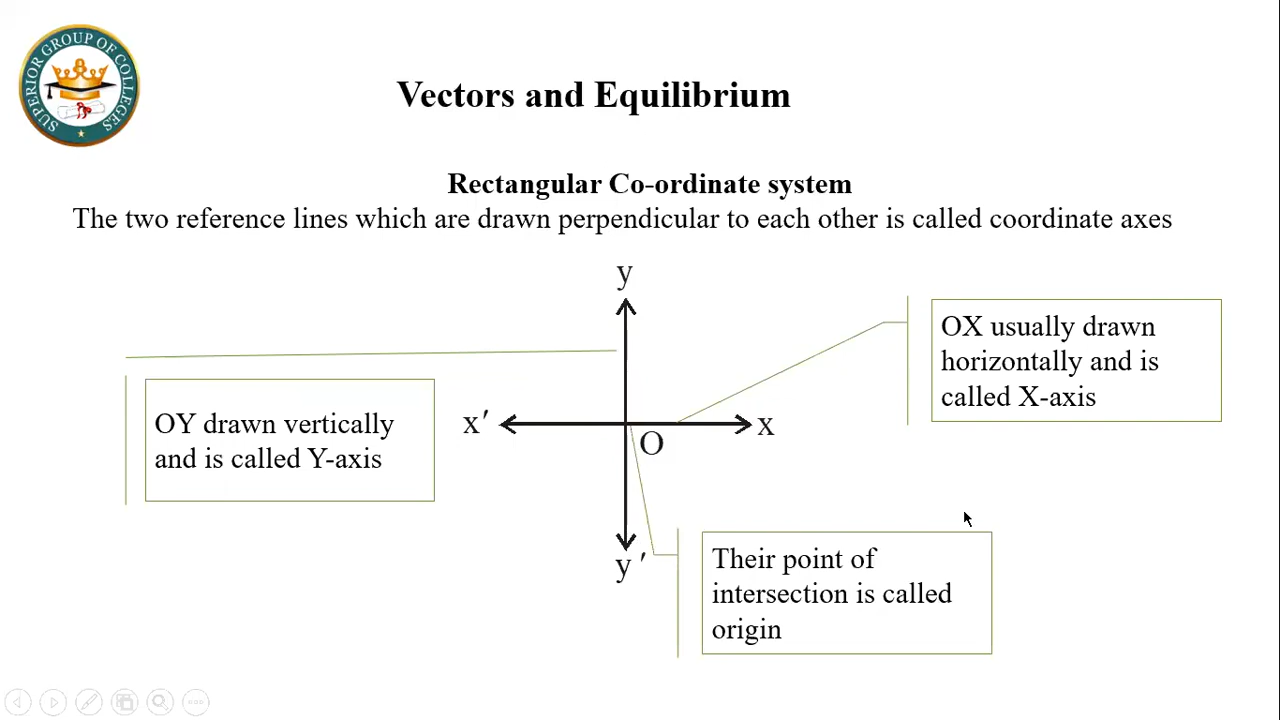 SUPERIOR GROUP OF COLLEGES
Vectors and Equilibrium
Rectangular Co-ordinate system
The two reference lines which are drawn perpendicular to each other is called coordinate axes
y
OX usually drawn
horizontally and is
called X-axis
OY drawn vertically
and is called Y-axis
x′
x
O
y ′
Their point of
intersection is called
origin